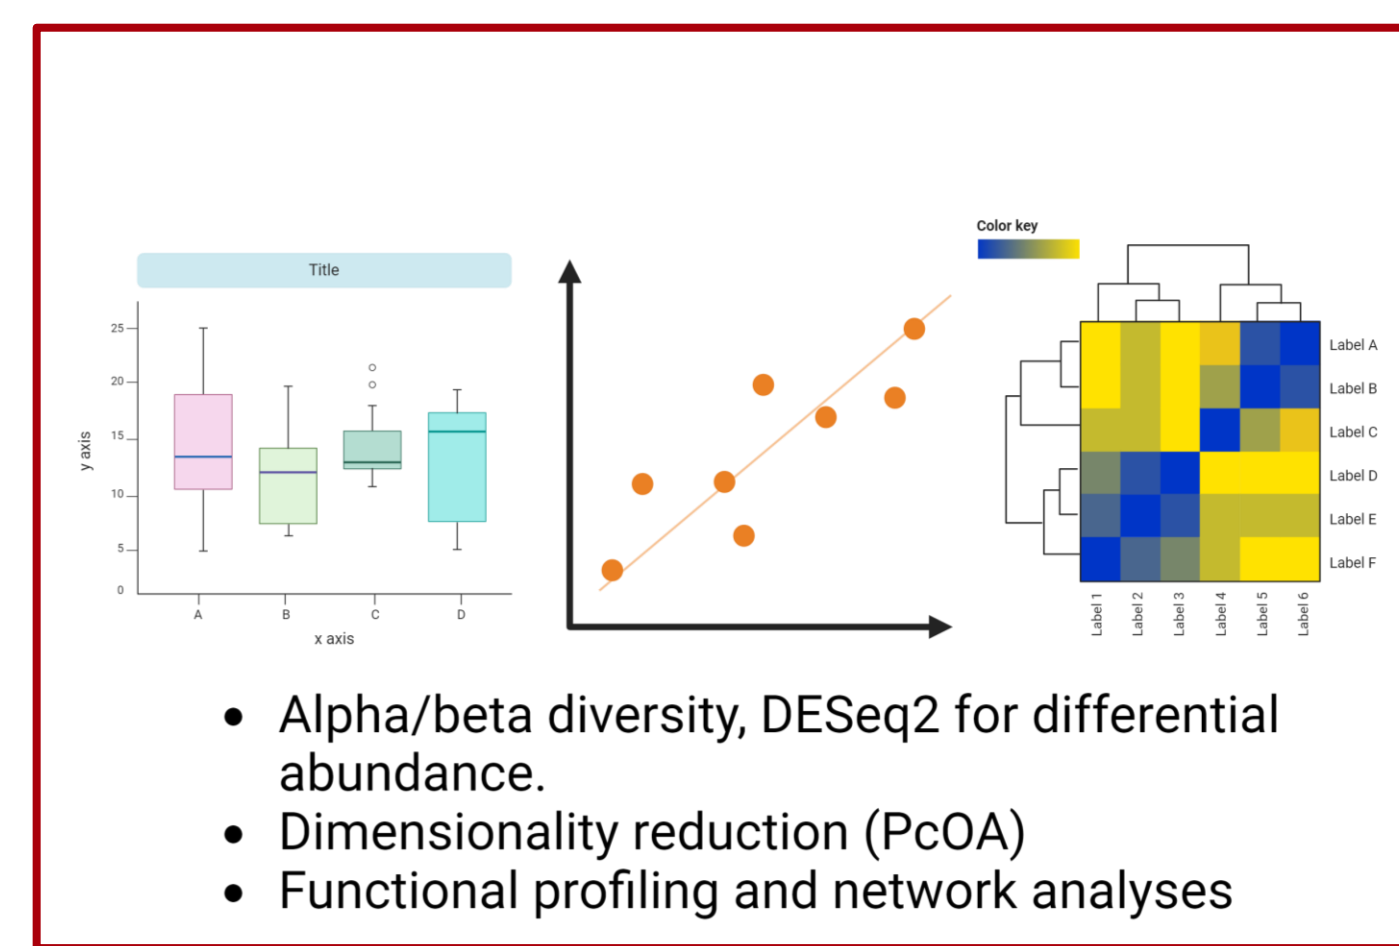 Title
25
20
15
10
5
0
y axis
A B C D
x axis
Color key
Label A
Label B
Label C
Label D
Label E
Label F
Label 1
Label 2
Label 3
Label 4
Label 5
Label 6
• Alpha/beta diversity, DESeq2 for differential
abundance.
• Dimensionality reduction (PcOA)
• Functional profiling and network analyses